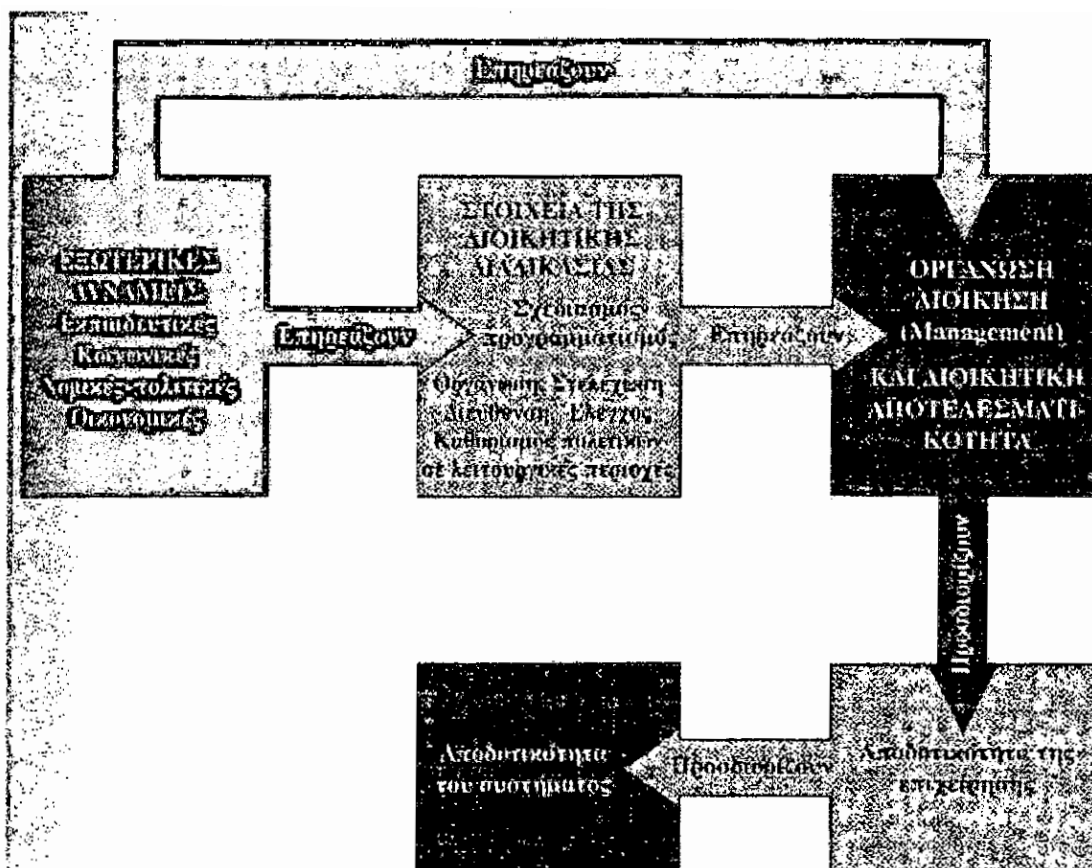 Επηρεάζουν
ΕΞΩΤΕΡΙΚΕΣ
ΔΥΝΑΜΕΙΣ
Εκπαιδευτικές
Κοινωνικές
Νομικές-πολιτικές
Οικονομικές
Επηρεάζουν
ΣΤΟΙΧΕΙΑ ΤΗΣ
ΔΙΟΙΚΗΤΙΚΗΣ
ΔΙΑΔΙΚΑΣΙΑΣ
Σχεδιασμός
προγραμματισμός
Οργάνωση Στελέχωση
Διεύθυνση Έλεγχος
Καθορισμός πολιτικών
σε λειτουργικές περιοχές
Επηρεάζουν
ΟΡΓΑΝΩΣΗ
ΔΙΟΙΚΗΣΗ
(Management)
ΚΑΙ ΔΙΟΙΚΗΤΙΚΗ
ΑΠΟΤΕΛΕΣΜΑΤΙ-
ΚΟΤΗΤΑ
Προσδιορίζουν
Αποδοτικότητα της
επιχείρησης
Προσδιορίζουν
Αποδοτικότητα
του συστήματος